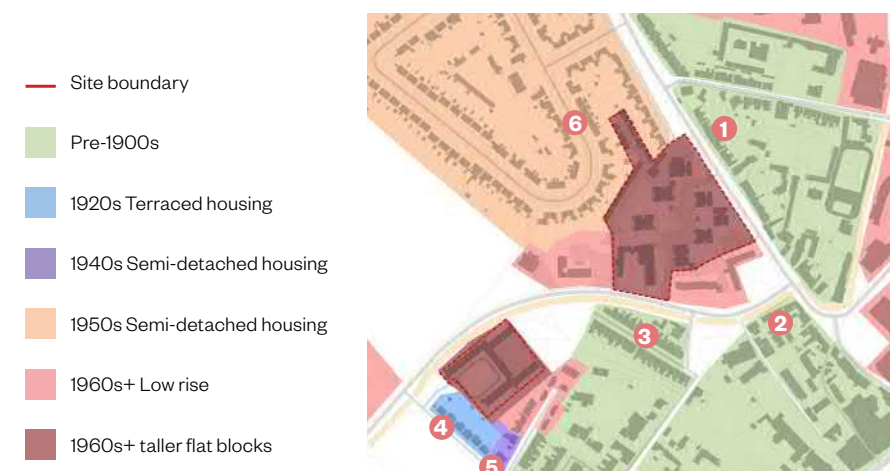 Site boundary
Pre-1900s
1920s Terraced housing
1940s Semi-detached housing
1950s Semi-detached housing
1960s+ Low rise
1960s+ taller flat blocks
6
1
2
3
4
5